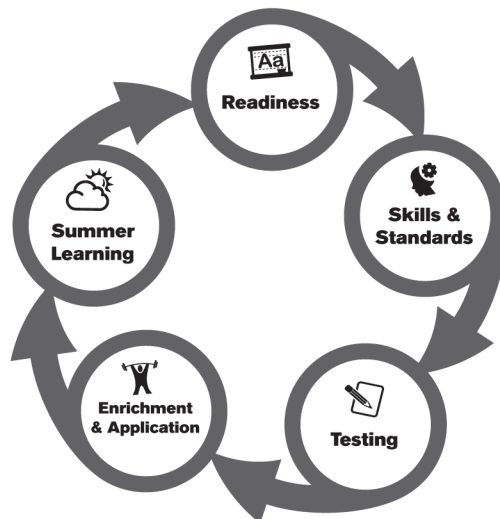 Aa
Readiness
Skills &
Standards
Testing
Enrichment
& Application
Summer
Learning